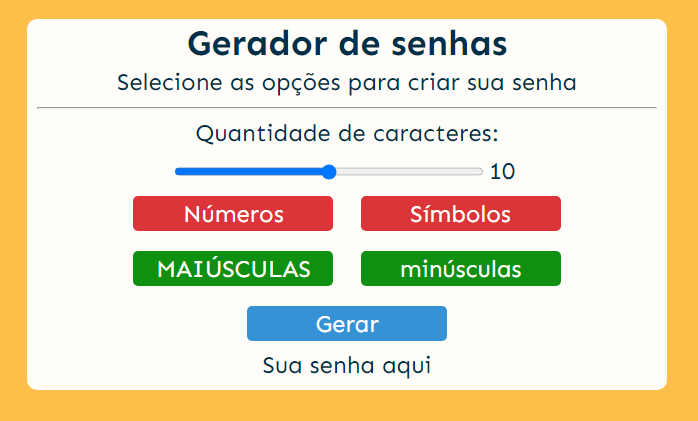 Gerador de senhas
Selecione as opções para criar sua senha
Quantidade de caracteres:
10
Números Símbolos
MAIÚSCULAS minúsculas
Gerar
Sua senha aqui